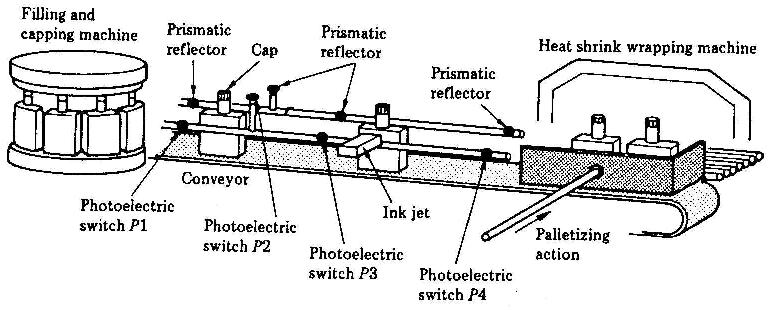 Filling and
capping machine
Prismatic
reflector
Cap
Prismatic
reflector
Prismatic
reflector
Heat shrink wrapping machine
Conveyor
Photoelectric
switch P1
Photoelectric
switch P2
Photoelectric
switch P3
Ink jet
Photoelectric
switch P4
Palletizing
action